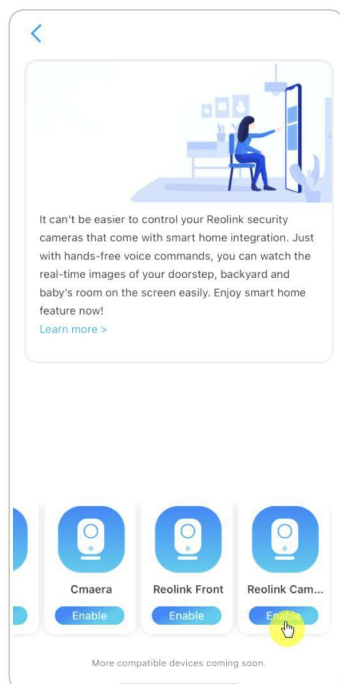 It can't be easier to control your Reolink security
cameras that come with smart home integration. Just
with hands-free voice commands, you can watch the
real-time images of your doorstep, backyard and
baby's room on the screen easily. Enjoy smart home
feature now!
Learn more >
Cmaera
Reolink Front
Reolink Cam...
Enable
Enable
Enable
More compatible devices coming soon.